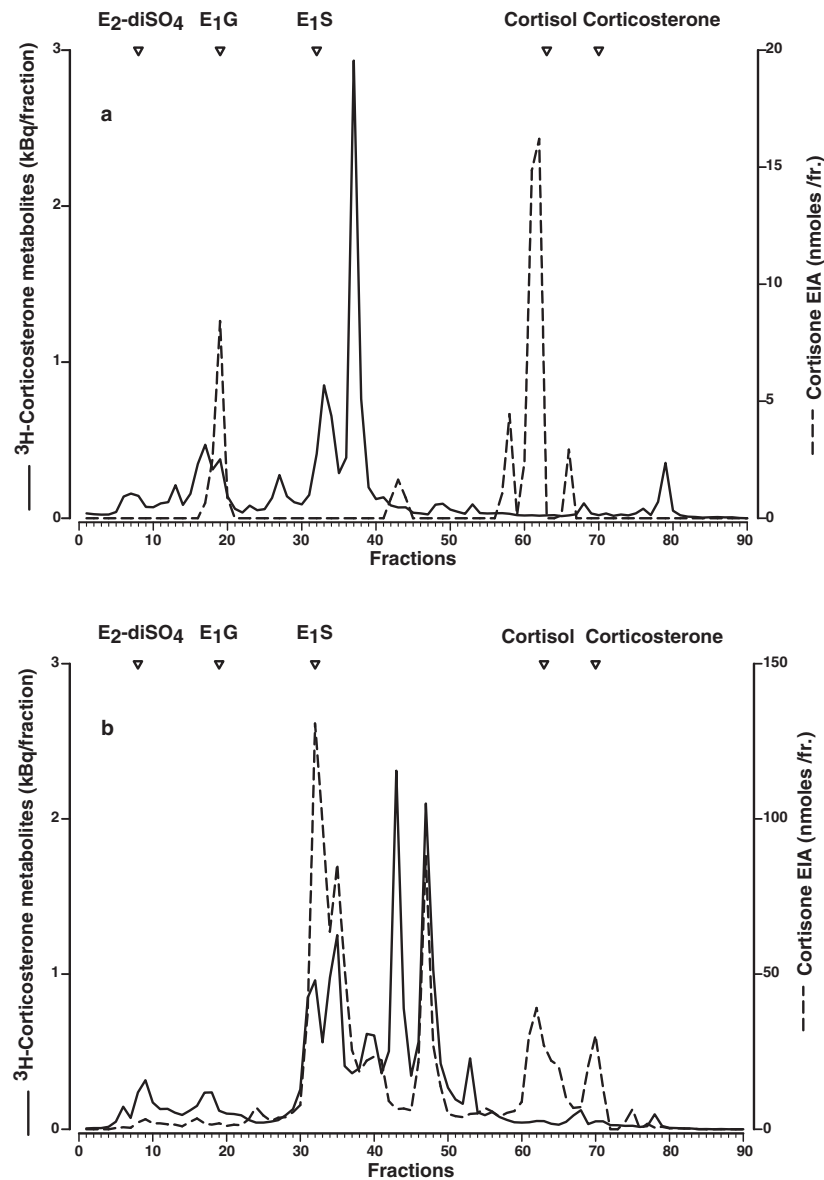 E₂-diSO₄ E₁G E₁S Cortisol Corticosterone
a
3
2
1
0
20
15
10
5
0
³H-Corticosterone metabolites (kBq/fraction)
Cortisone EIA (nmoles /fr.)
0 10 20 30 40 50 60 70 80 90
Fractions
E₂-diSO₄ E₁G E₁S Cortisol Corticosterone
b
3
2
1
0
150
100
50
0
³H-Corticosterone metabolites (kBq/fraction)
Cortisone EIA (nmoles /fr.)
0 10 20 30 40 50 60 70 80 90
Fractions